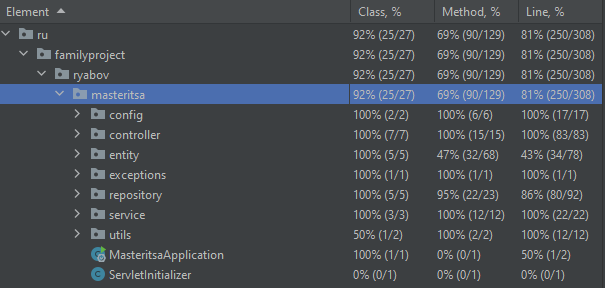 Element Class, % Method, % Line, %
ru 92% (25/27) 69% (90/129) 81% (250/308)
familyproject 92% (25/27) 69% (90/129) 81% (250/308)
ryabov 92% (25/27) 69% (90/129) 81% (250/308)
masteritsa 92% (25/27) 69% (90/129) 81% (250/308)
config 100% (2/2) 100% (6/6) 100% (17/17)
controller 100% (7/7) 100% (15/15) 100% (83/83)
entity 100% (5/5) 47% (32/68) 43% (34/78)
exceptions 100% (1/1) 100% (1/1) 100% (1/1)
repository 100% (5/5) 95% (22/23) 86% (80/92)
service 100% (3/3) 100% (12/12) 100% (22/22)
utils 50% (1/2) 100% (2/2) 100% (12/12)
MasteritsaApplication 100% (1/1) 0% (0/1) 50% (1/2)
ServletInitializer 0% (0/1) 0% (0/1) 0% (0/1)